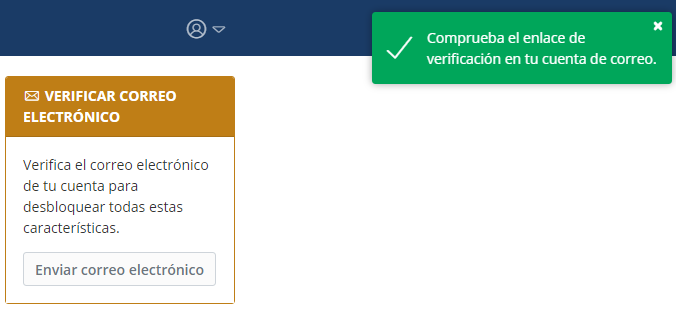 Comprueba el enlace de
verificación en tu cuenta de correo.
VERIFICAR CORREO
ELECTRÓNICO
Verifica el correo electrónico
de tu cuenta para
desbloquear todas estas
características.
Enviar correo electrónico